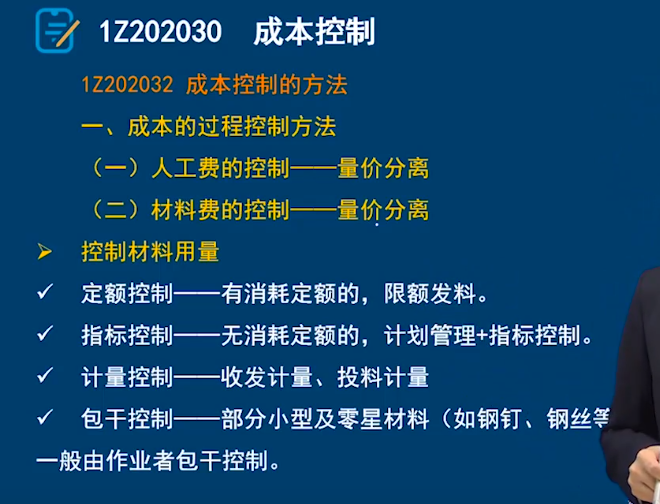 1Z202030 成本控制
1Z202032 成本控制的方法
一、成本的过程控制方法
（一）人工费的控制——量价分离
（二）材料费的控制——量价分离
控制材料用量
定额控制——有消耗定额的，限额发料。
指标控制——无消耗定额的，计划管理+指标控制。
计量控制——收发计量、投料计量
包干控制——部分小型及零星材料（如钢钉、钢丝等
一般由作业者包干控制。